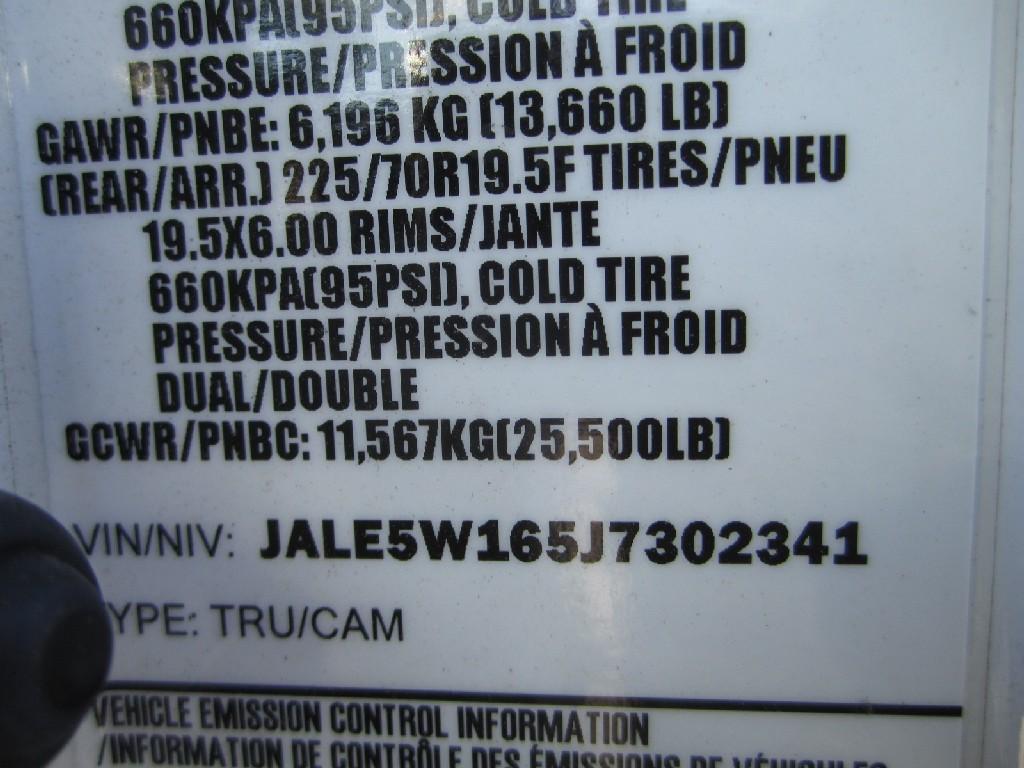 660KPA(95PSI), COLD TIRE
PRESSURE/PRESSION À FROID
GAWR/PNBE: 6,196 KG (13,660 LB)
(REAR/ARR.) 225/70R19.5F TIRES/PNEU
19.5X6.00 RIMS/JANTE
660KPA(95PSI), COLD TIRE
PRESSURE/PRESSION À FROID
DUAL/DOUBLE
GCWR/PNBC: 11,567KG(25,500LB)
VIN/NIV: JALE5W165J7302341
YPE: TRU/CAM
VEHICLE EMISSION CONTROL INFORMATION
/INFORMATION DE CONTRÔLE DES ÉMISSIONS DE VÉHICULES